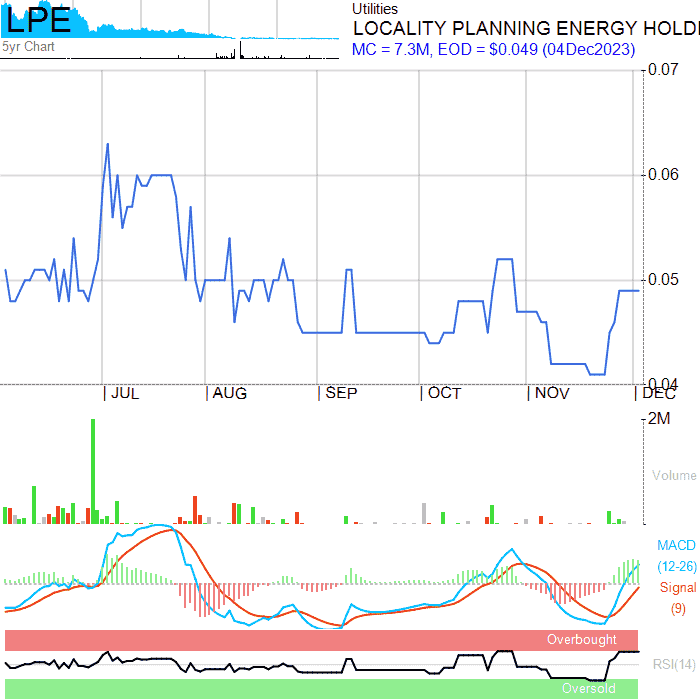 LPE
5yr Chart
Utilities
LOCALITY PLANNING ENERGY HOLDI
MC = 7.3M, EOD = $0.049 (04Dec2023)
0.07
0.06
0.05
0.04
JUL
AUG
SEP
OCT
NOV
DEC
2M
Volume
MACD
(12-26)
Signal
(9)
Overbought
RSI(14)
Oversold